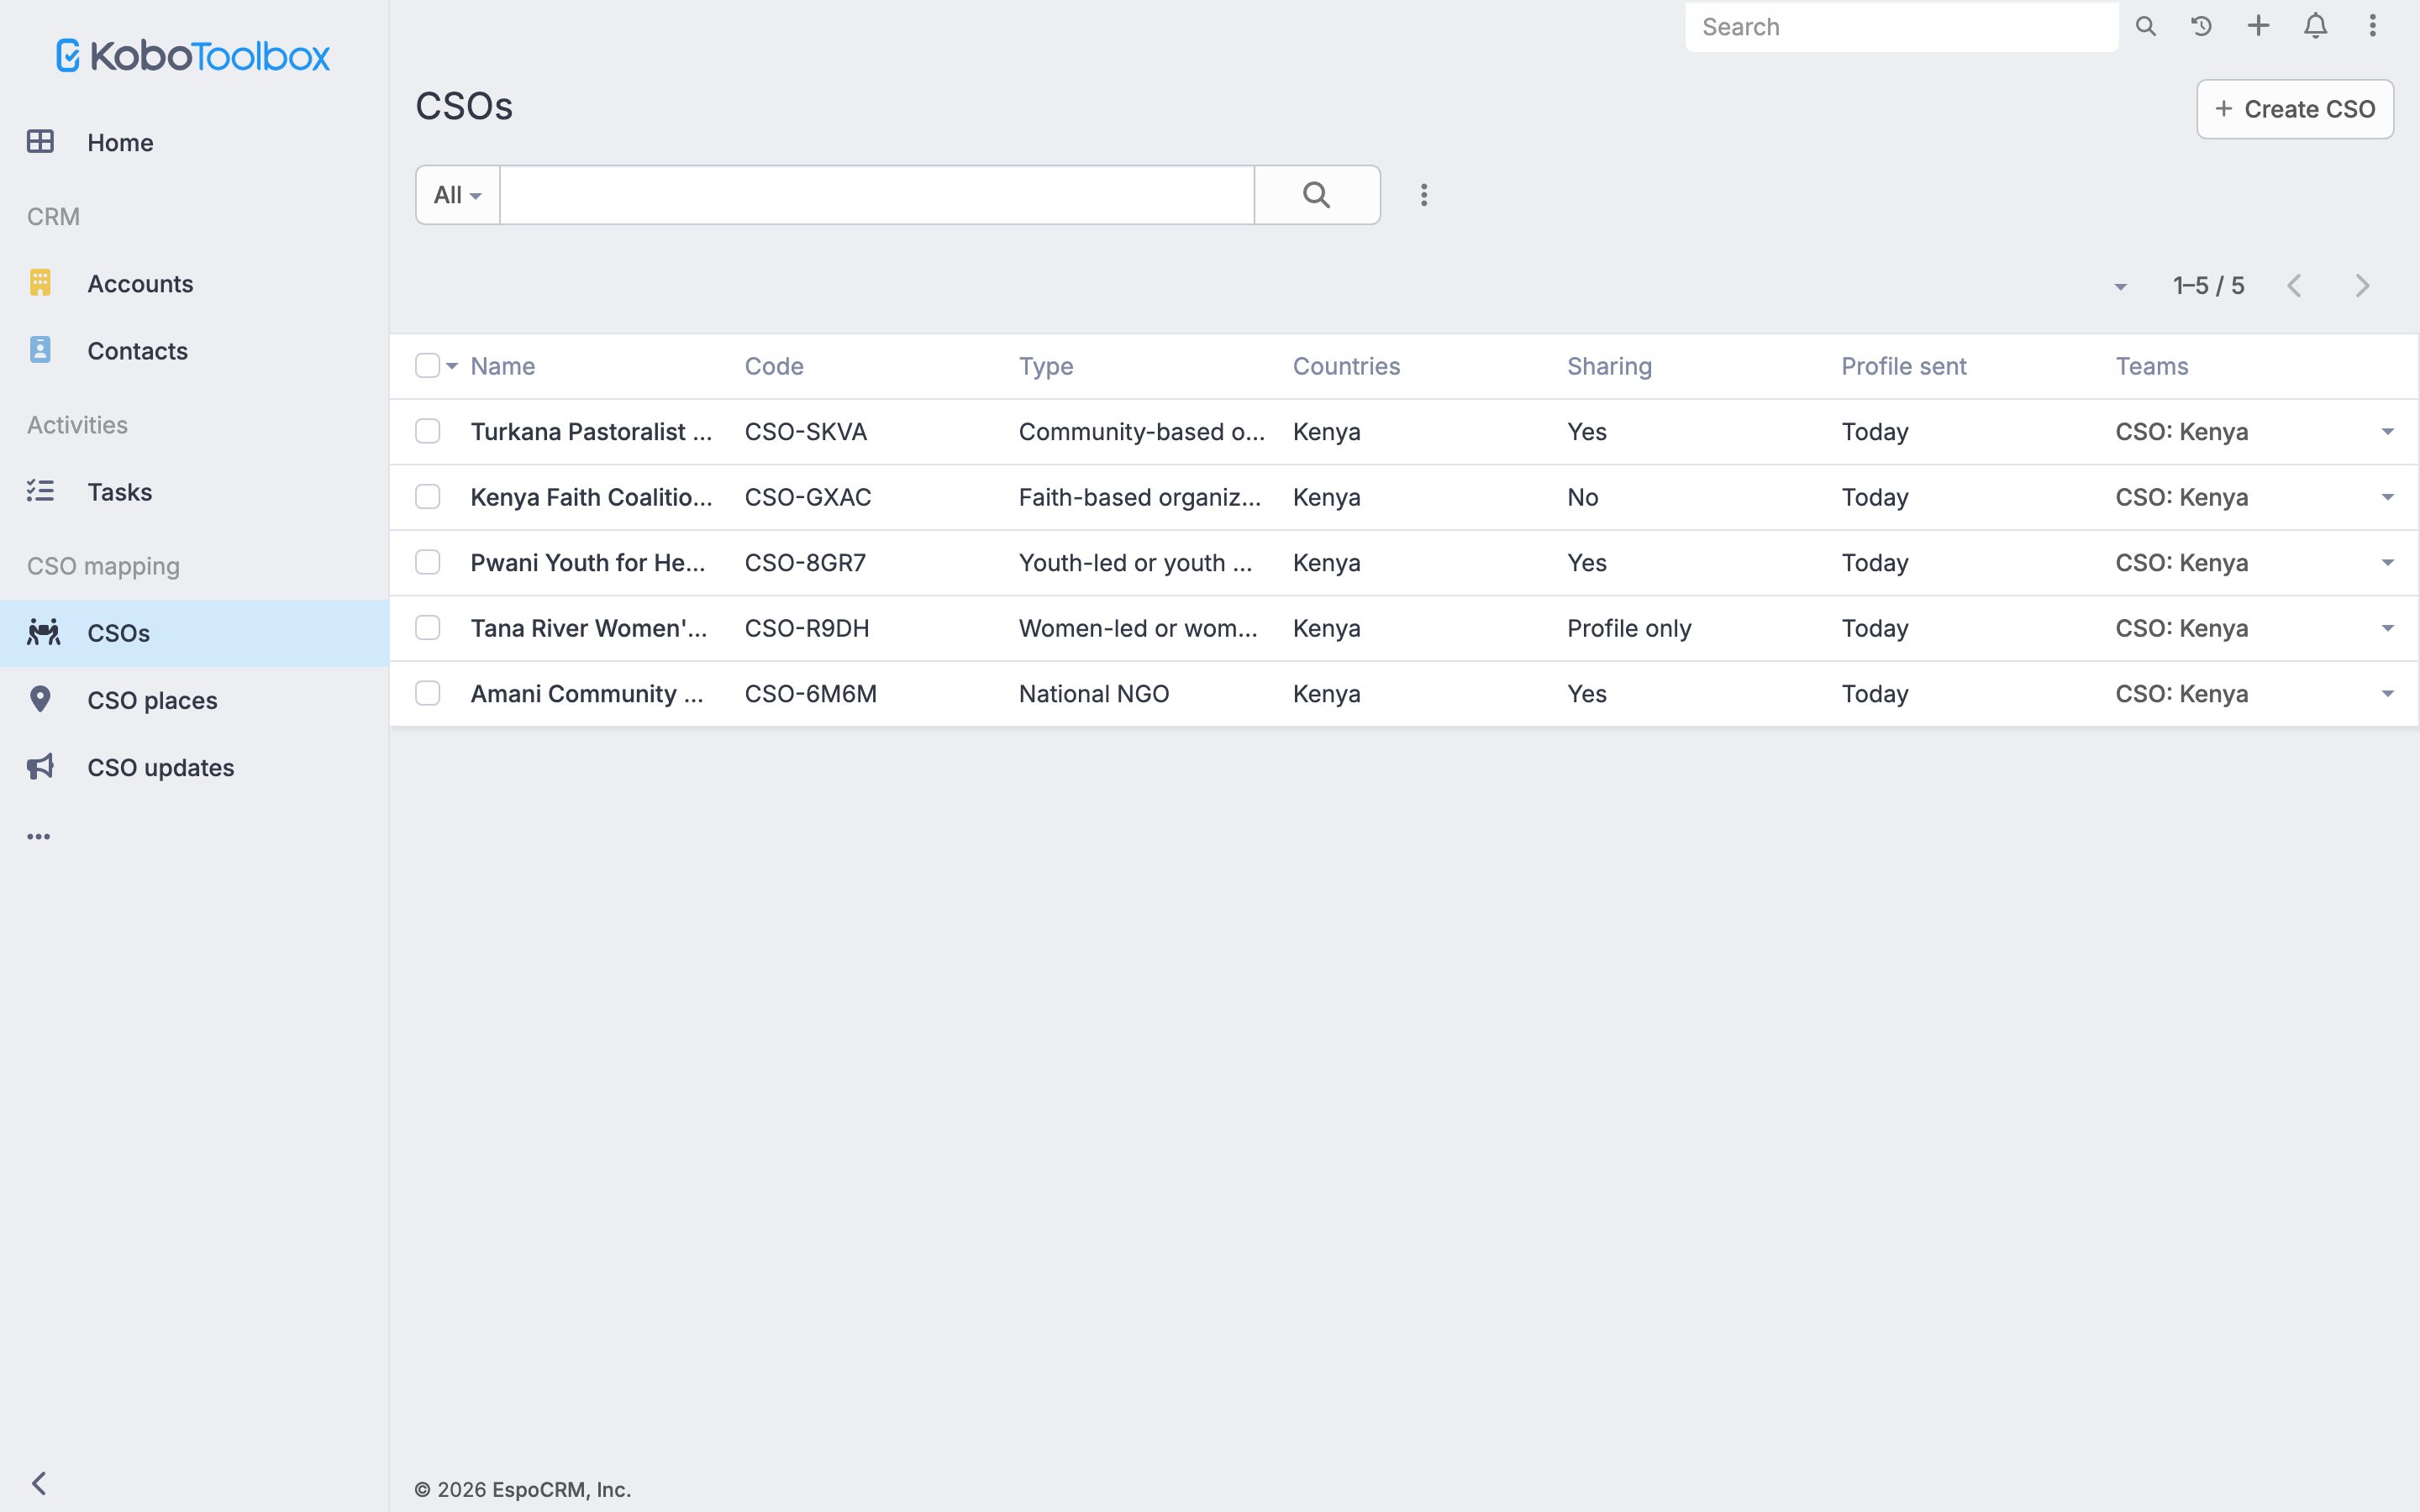 KoboToolbox
Search
Home
CRM
Accounts
Contacts
Activities
Tasks
CSO mapping
CSOs
CSO places
CSO updates
CSOs
+ Create CSO
All
1–5 / 5
Name Code Type Countries Sharing Profile sent Teams
Turkana Pastoralist ... CSO-SKVA Community-based o... Kenya Yes Today CSO: Kenya
Kenya Faith Coalitio... CSO-GXAC Faith-based organiz... Kenya No Today CSO: Kenya
Pwani Youth for He... CSO-8GR7 Youth-led or youth ... Kenya Yes Today CSO: Kenya
Tana River Women'... CSO-R9DH Women-led or wom... Kenya Profile only Today CSO: Kenya
Amani Community ... CSO-6M6M National NGO Kenya Yes Today CSO: Kenya
© 2026 EspoCRM, Inc.